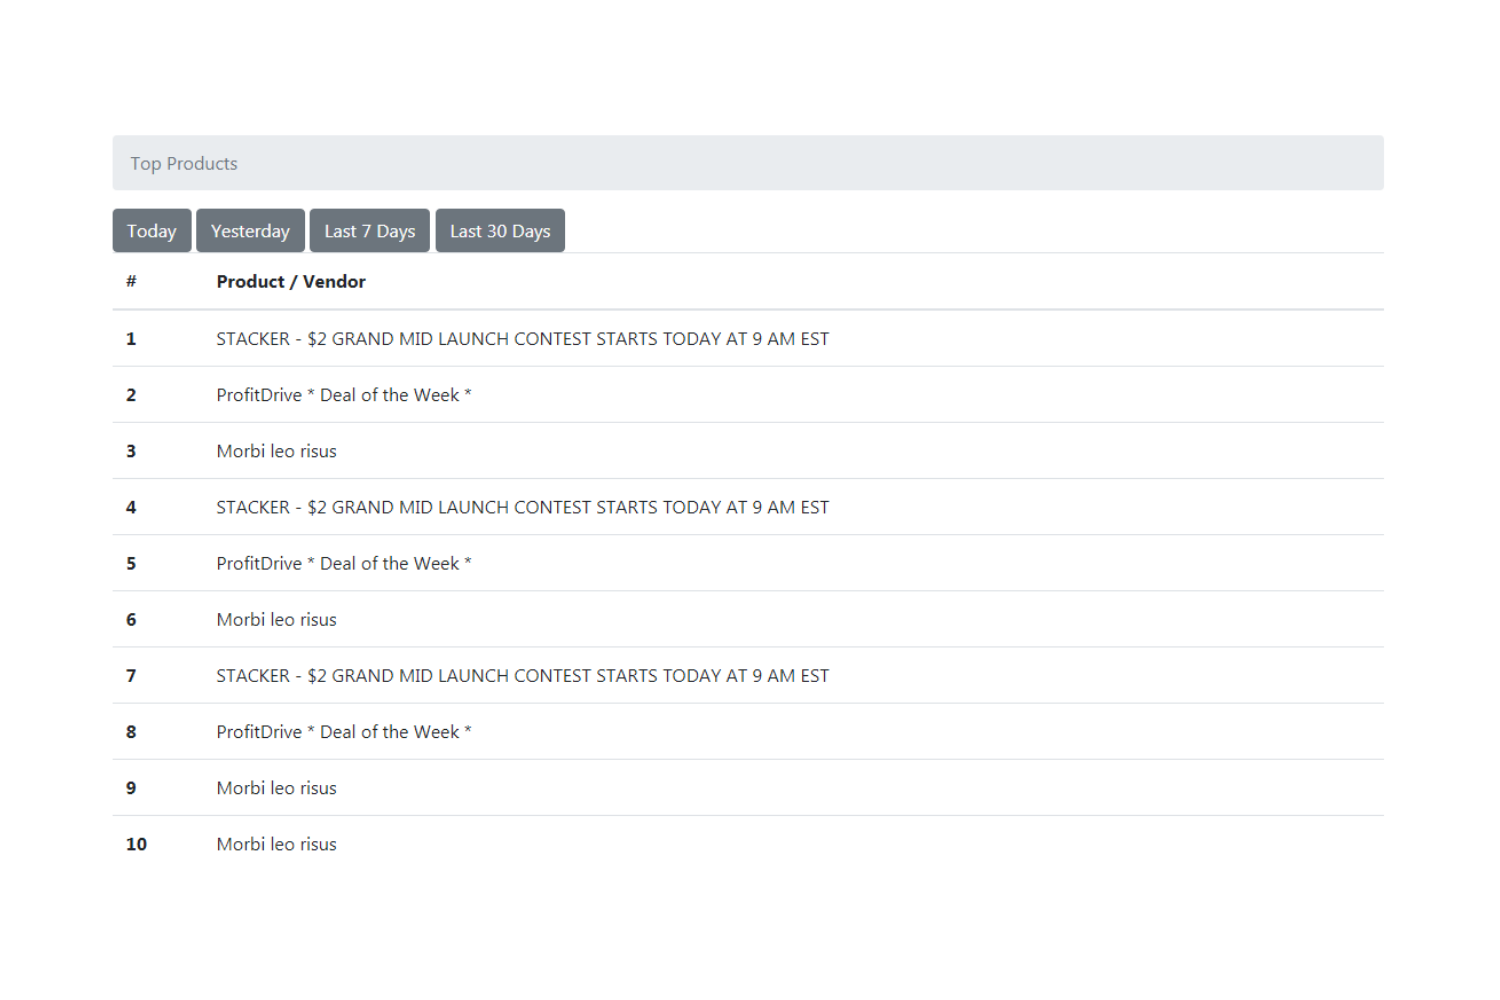 Top Products
Today Yesterday Last 7 Days Last 30 Days
# Product / Vendor
1 STACKER - $2 GRAND MID LAUNCH CONTEST STARTS TODAY AT 9 AM EST
2 ProfitDrive * Deal of the Week *
3 Morbi leo risus
4 STACKER - $2 GRAND MID LAUNCH CONTEST STARTS TODAY AT 9 AM EST
5 ProfitDrive * Deal of the Week *
6 Morbi leo risus
7 STACKER - $2 GRAND MID LAUNCH CONTEST STARTS TODAY AT 9 AM EST
8 ProfitDrive * Deal of the Week *
9 Morbi leo risus
10 Morbi leo risus